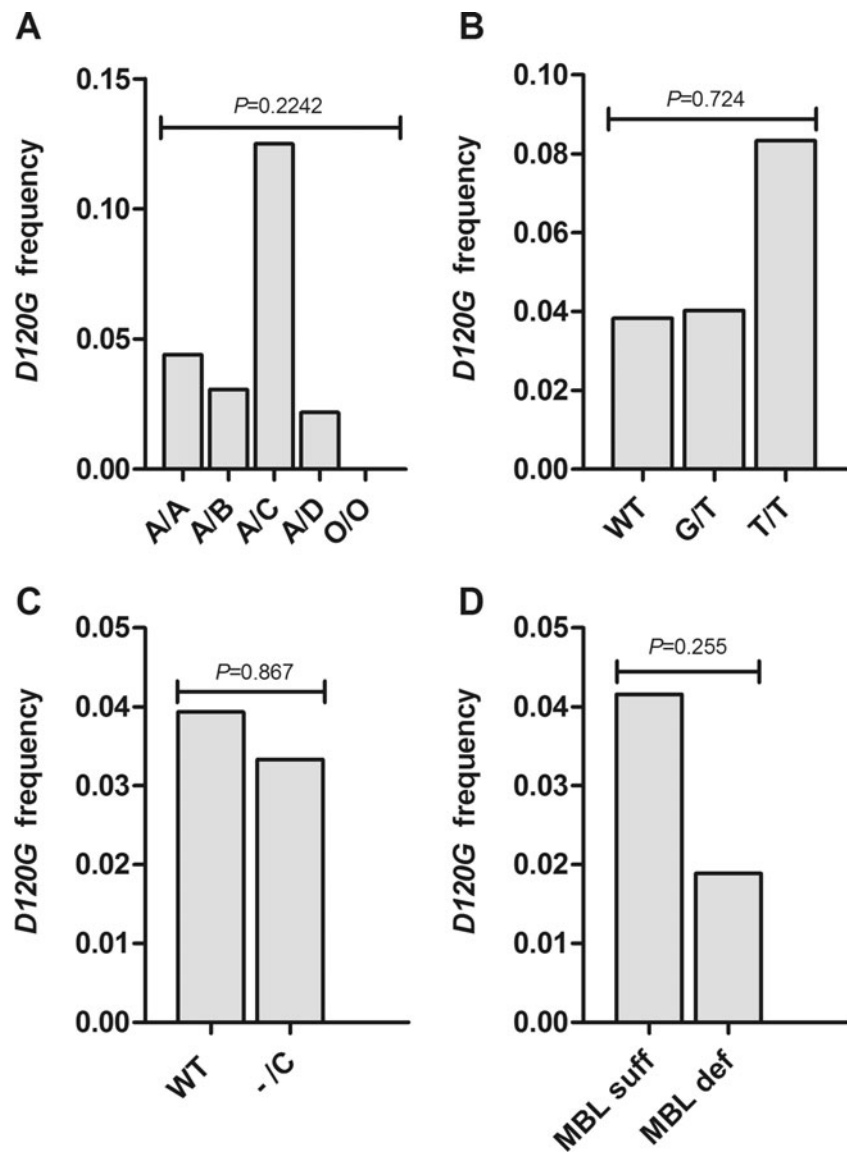 A
D120G frequency
0.15
0.10
0.05
0.00
P=0.2242
A/A
A/B
A/C
A/D
O/O
B
D120G frequency
0.10
0.08
0.06
0.04
0.02
0.00
P=0.724
WT
G/T
T/T
C
D120G frequency
0.05
0.04
0.03
0.02
0.01
0.00
P=0.867
WT
- /C
D
D120G frequency
0.05
0.04
0.03
0.02
0.01
0.00
P=0.255
MBL suff
MBL def